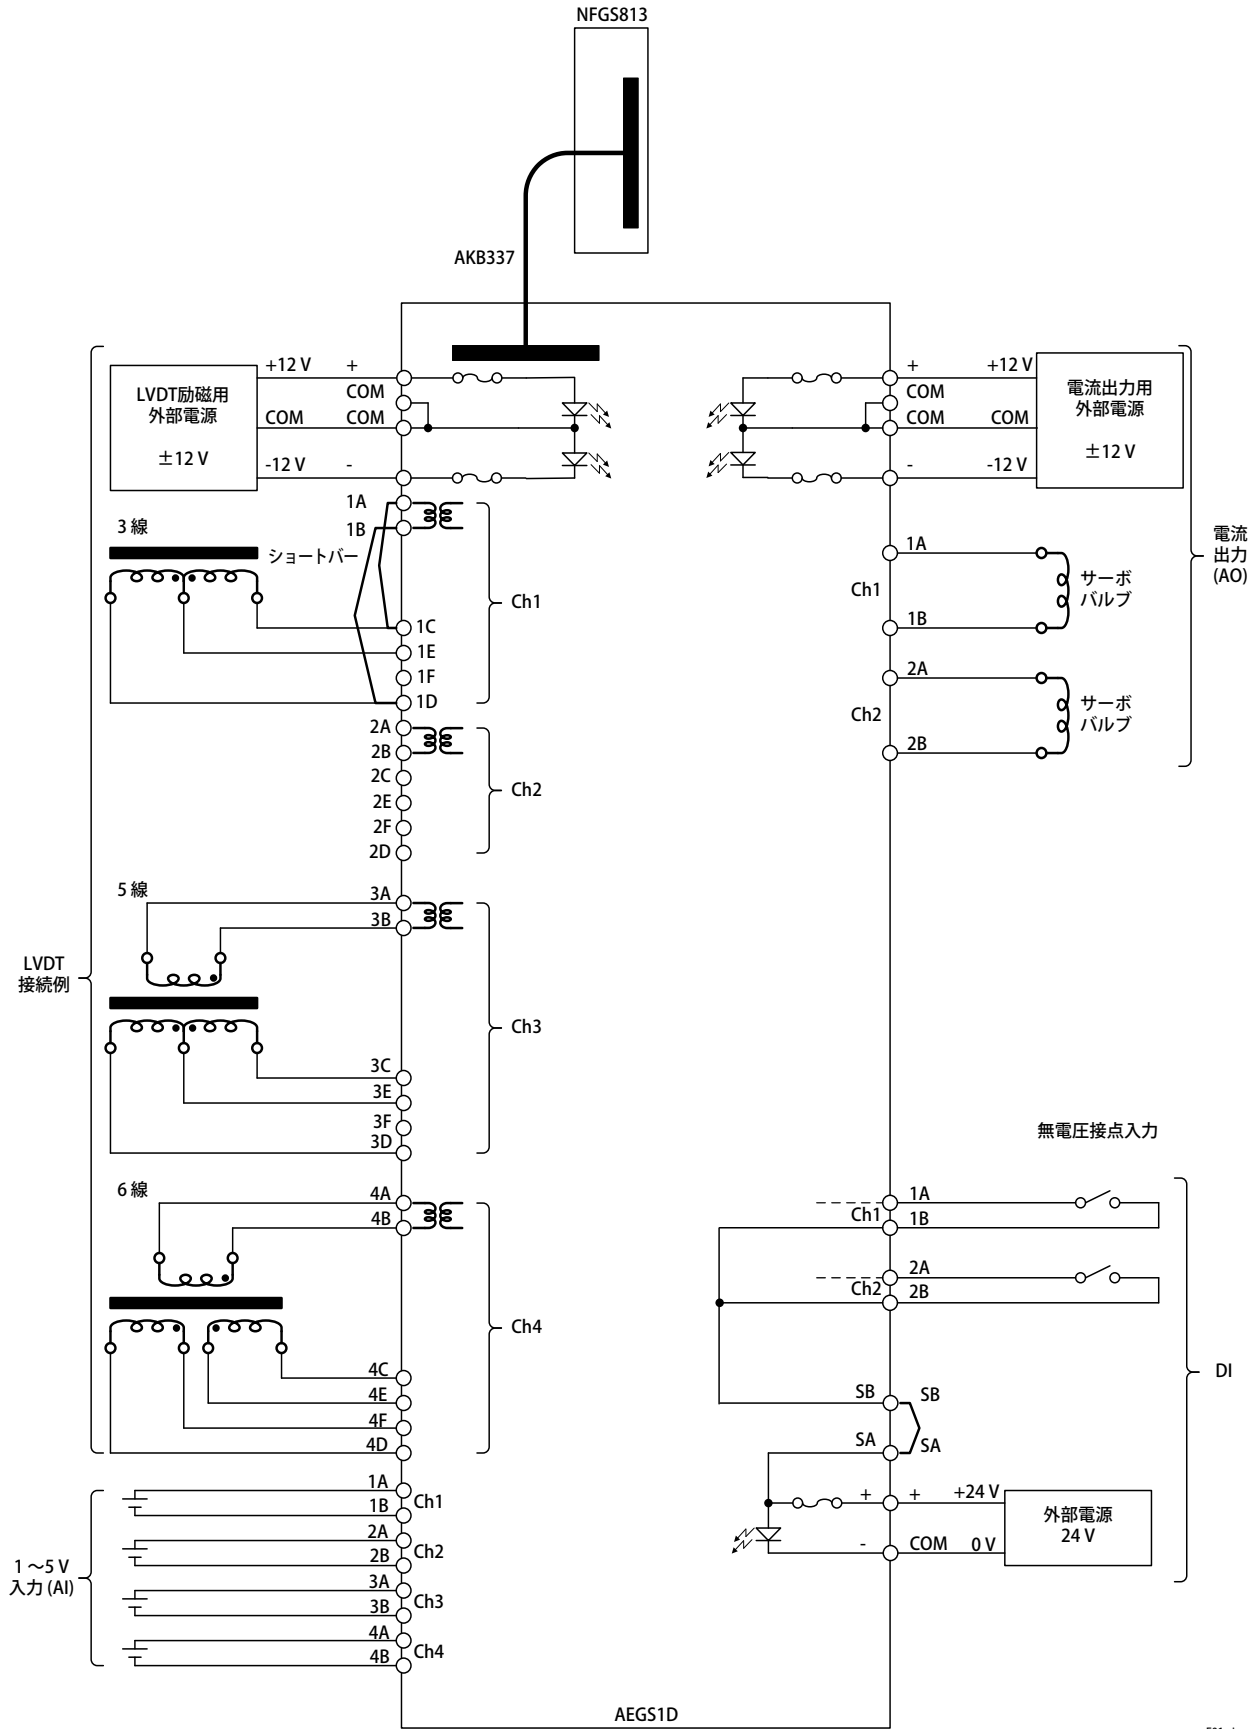 NFGS813
AKB337
LVDT励磁用
外部電源
±12 V
+12 V
+
COM
COM
COM
-12 V
-
+
+12 V
COM
COM
COM
-
-12 V
電流出力用
外部電源
±12 V
3 線
ショートバー
1A
1B
1C
1E
1F
1D
Ch1
2A
2B
2C
2E
2F
2D
Ch2
5 線
3A
3B
3C
3E
3F
3D
Ch3
LVDT
接続例
6 線
4A
4B
4C
4E
4F
4D
Ch4
1A
1B
Ch1
2A
2B
Ch2
3A
3B
Ch3
4A
4B
Ch4
1 ~5 V
入力 (AI)
1A
Ch1
1B
サーボ
バルブ
2A
Ch2
2B
サーボ
バルブ
電流
出力
(AO)
無電圧接点入力
1A
Ch1
1B
2A
Ch2
2B
SB
SB
SA
SA
+
+
+24 V
-
COM
0 V
外部電源
24 V
DI
AEGS1D